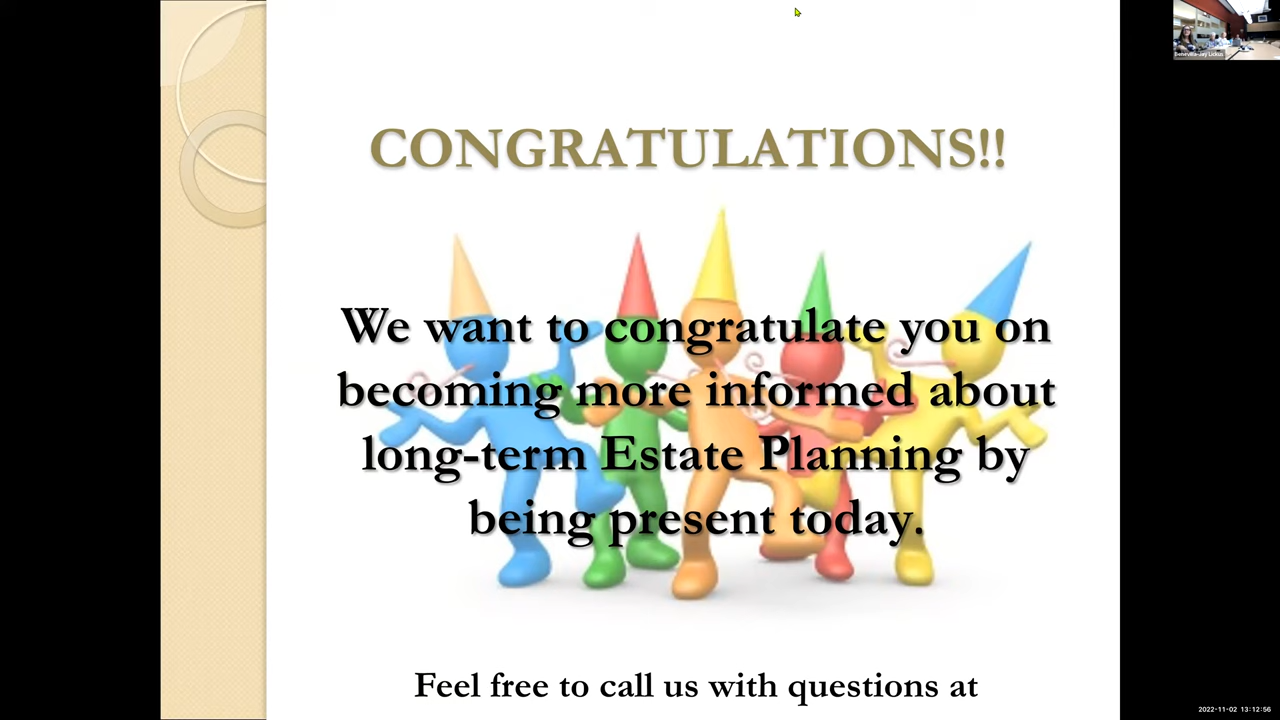 CONGRATULATIONS!!
We want to congratulate you on
becoming more informed about
long-term Estate Planning by
being present today.
Feel free to call us with questions at
2022-11-02 13:12:56